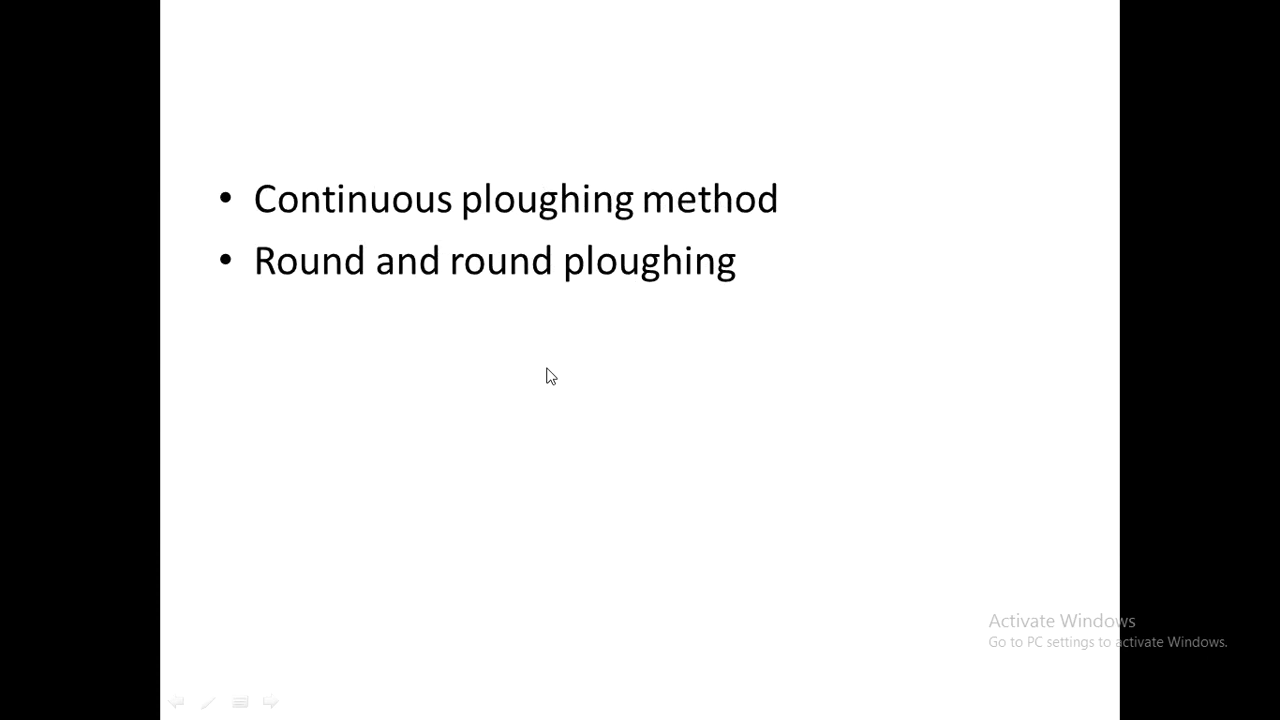 • Continuous ploughing method
• Round and round ploughing
Activate Windows
Go to PC settings to activate Windows.